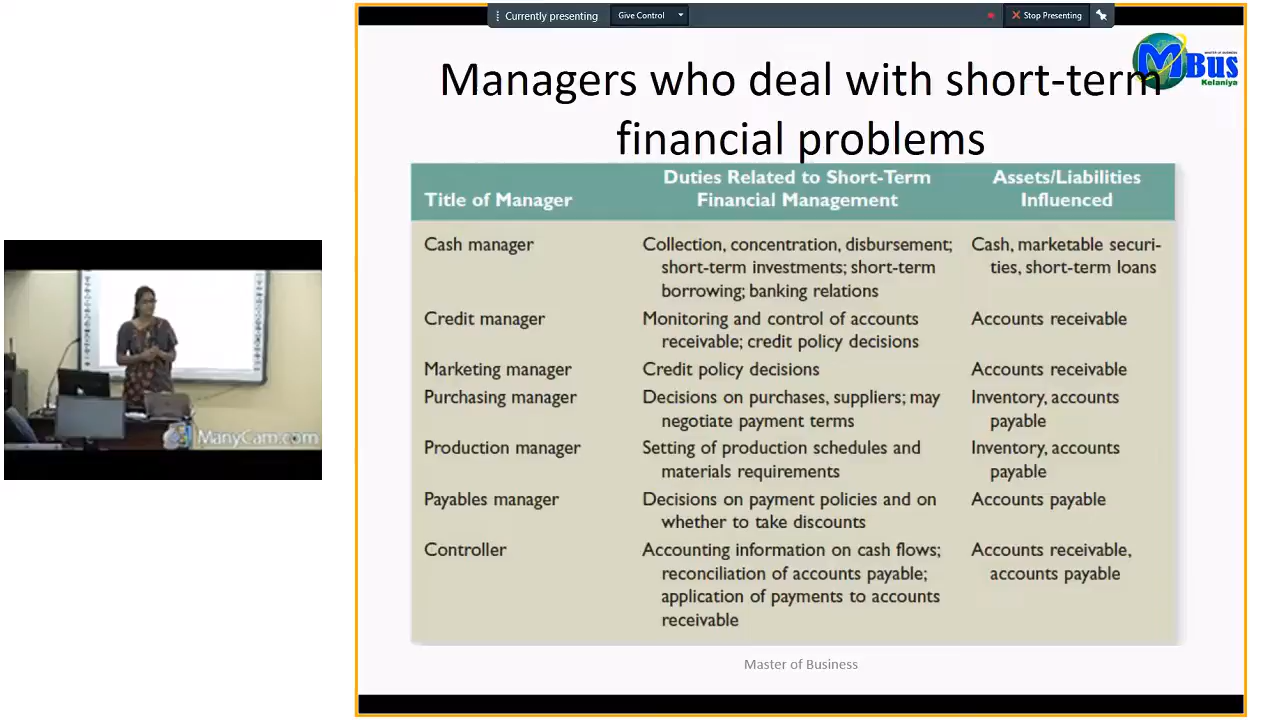 Currently presenting
Give Control
Stop Presenting
MBus
Kelaniya
Managers who deal with short-term
financial problems
Title of Manager
Duties Related to Short-Term
Financial Management
Assets/Liabilities
Influenced
Cash manager
Collection, concentration, disbursement;
short-term investments; short-term
borrowing; banking relations
Cash, marketable securi-
ties, short-term loans
Credit manager
Monitoring and control of accounts
receivable; credit policy decisions
Accounts receivable
Marketing manager
Credit policy decisions
Accounts receivable
Purchasing manager
Decisions on purchases, suppliers; may
negotiate payment terms
Inventory, accounts
payable
Production manager
Setting of production schedules and
materials requirements
Inventory, accounts
payable
Payables manager
Decisions on payment policies and on
whether to take discounts
Accounts payable
Controller
Accounting information on cash flows;
reconciliation of accounts payable;
application of payments to accounts
receivable
Accounts receivable,
accounts payable
Master of Business
ManyCam.com